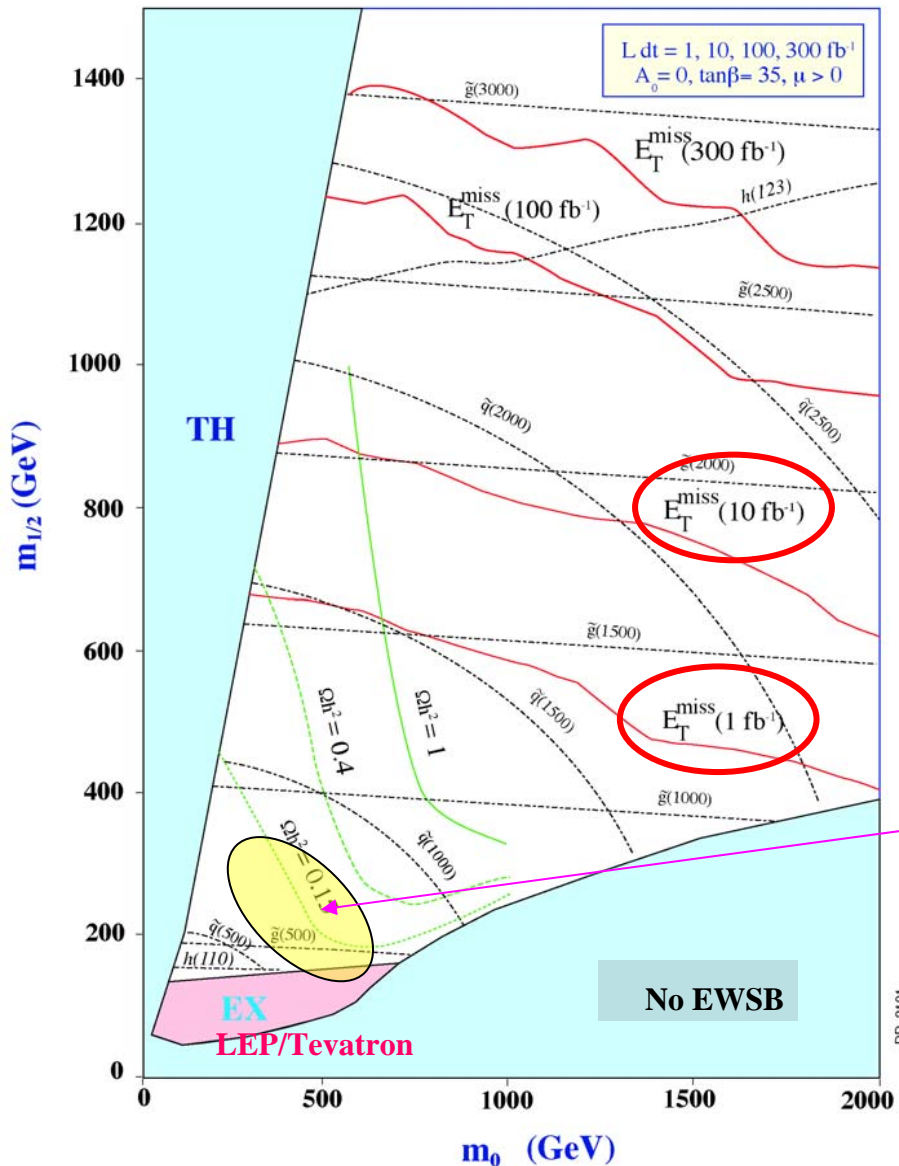 L dt = 1, 10, 100, 300 fb⁻¹
A₀ = 0, tanβ= 35, μ > 0
1400
g̃(3000)
E_T^miss (300 fb⁻¹)
h(123)
E_T^miss (100 fb⁻¹)
1200
g̃(2500)
1000
TH
q̃(2000)
q̃(2500)
g̃(2000)
m₁/₂ (GeV)
800
E_T^miss (10 fb⁻¹)
600
g̃(1500)
Ωh² = 0.4
Ωh² = 1
q̃(1500)
E_T^miss (1 fb⁻¹)
400
g̃(1000)
Ωh² = 0.1
q̃(1000)
200
q̃(500)
g̃(500)
h(110)
EX
No EWSB
LEP/Tevatron
0
0
500
1000
1500
2000
m₀ (GeV)